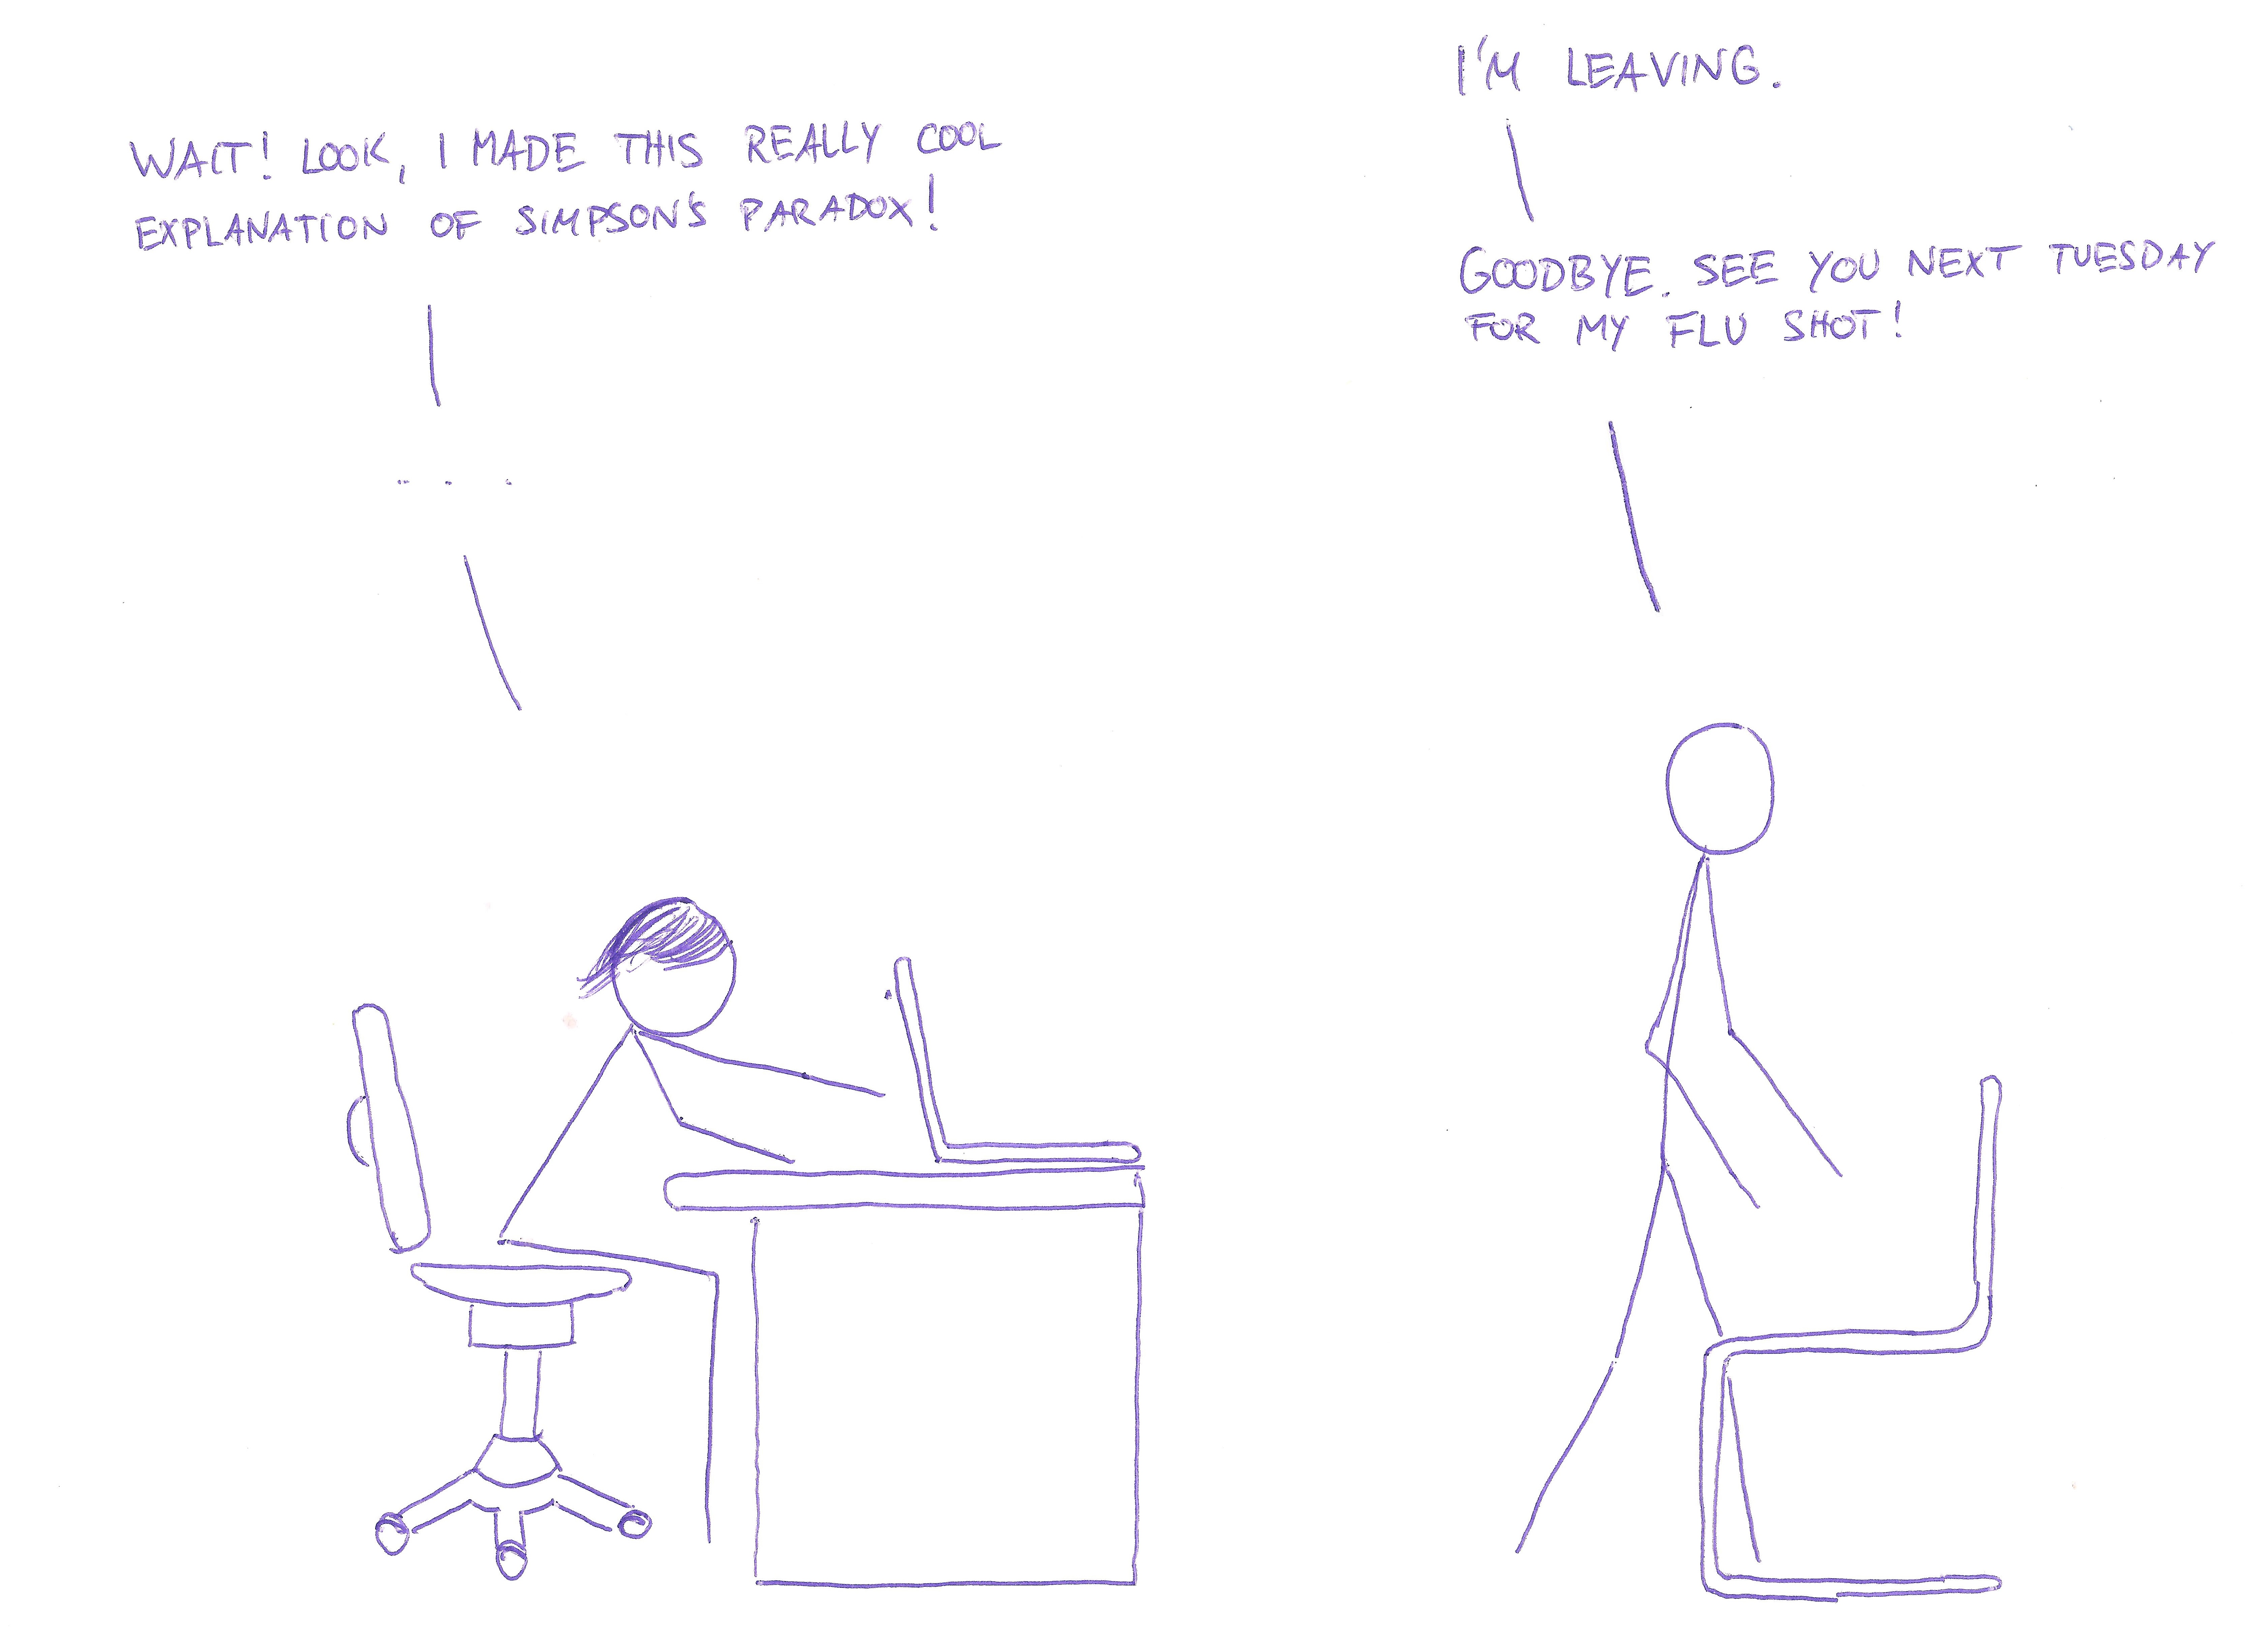 WAIT! LOOK, I MADE THIS REALLY COOL
EXPLANATION OF SIMPSON'S PARADOX!
...
I'M LEAVING.
GOODBYE. SEE YOU NEXT TUESDAY
FOR MY FLU SHOT!